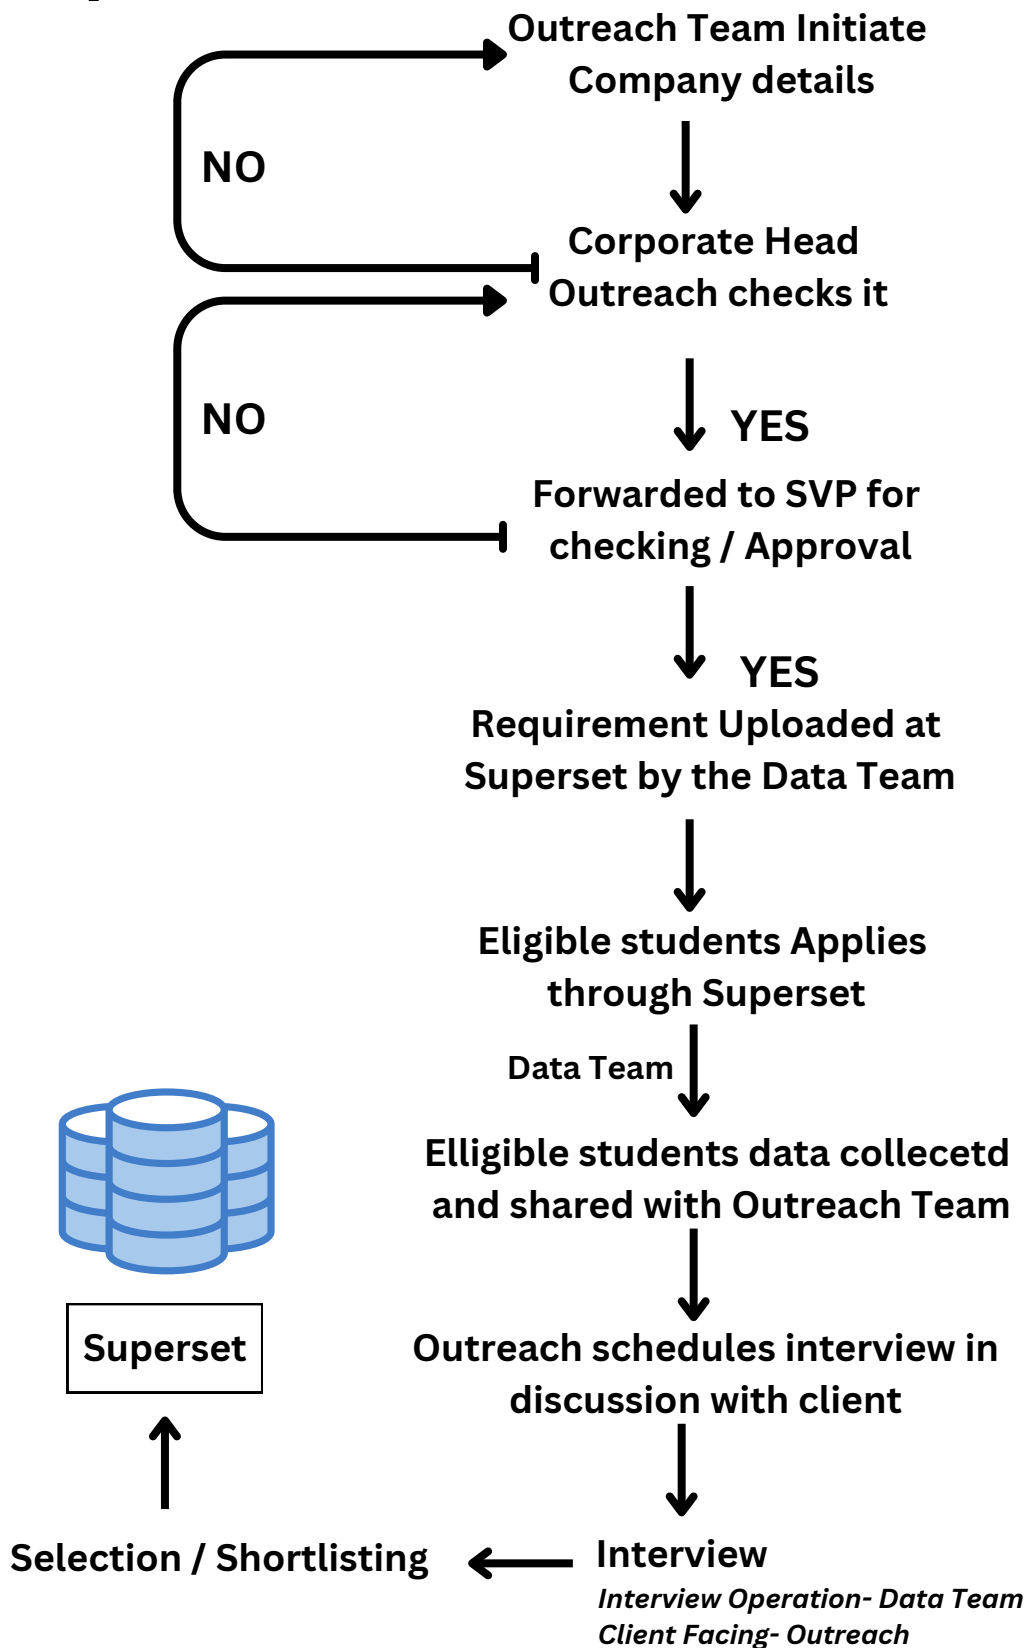 Outreach Team Initiate
Company details
NO
Corporate Head
Outreach checks it
NO
YES
Forwarded to SVP for
checking / Approval
YES
Requirement Uploaded at
Superset by the Data Team
Eligible students Applies
through Superset
Data Team
Elligible students data collecetd
and shared with Outreach Team
Superset
Outreach schedules interview in
discussion with client
Selection / Shortlisting
Interview
Interview Operation- Data Team
Client Facing- Outreach